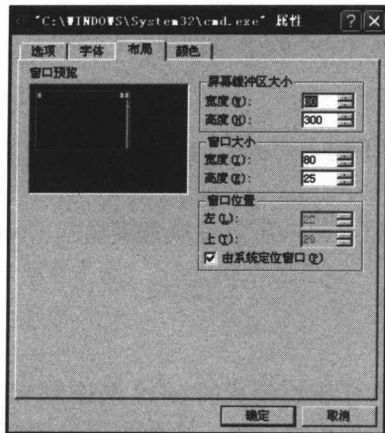 "C:\WINDOWS\System32\cmd.exe" 属性
选项 字体 布局 颜色
窗口预览
屏幕缓冲区大小
宽度(W): 80
高度(H): 300
窗口大小
宽度(I): 80
高度(E): 25
窗口位置
左(L):
上(T):
由系统定位窗口(P)
确定 取消